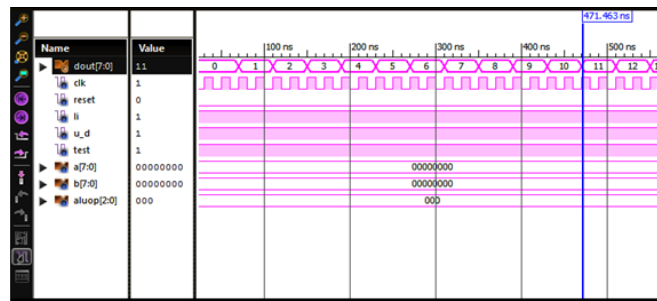 471.463 ns
Name Value
100 ns 200 ns 300 ns 400 ns 500 ns
dout[7:0] 11 0 1 2 3 4 5 6 7 8 9 10 11 12
clk 1
reset 0
li 1
u_d 1
test 1
a[7:0] 00000000 00000000
b[7:0] 00000000 00000000
aluop[2:0] 000 000